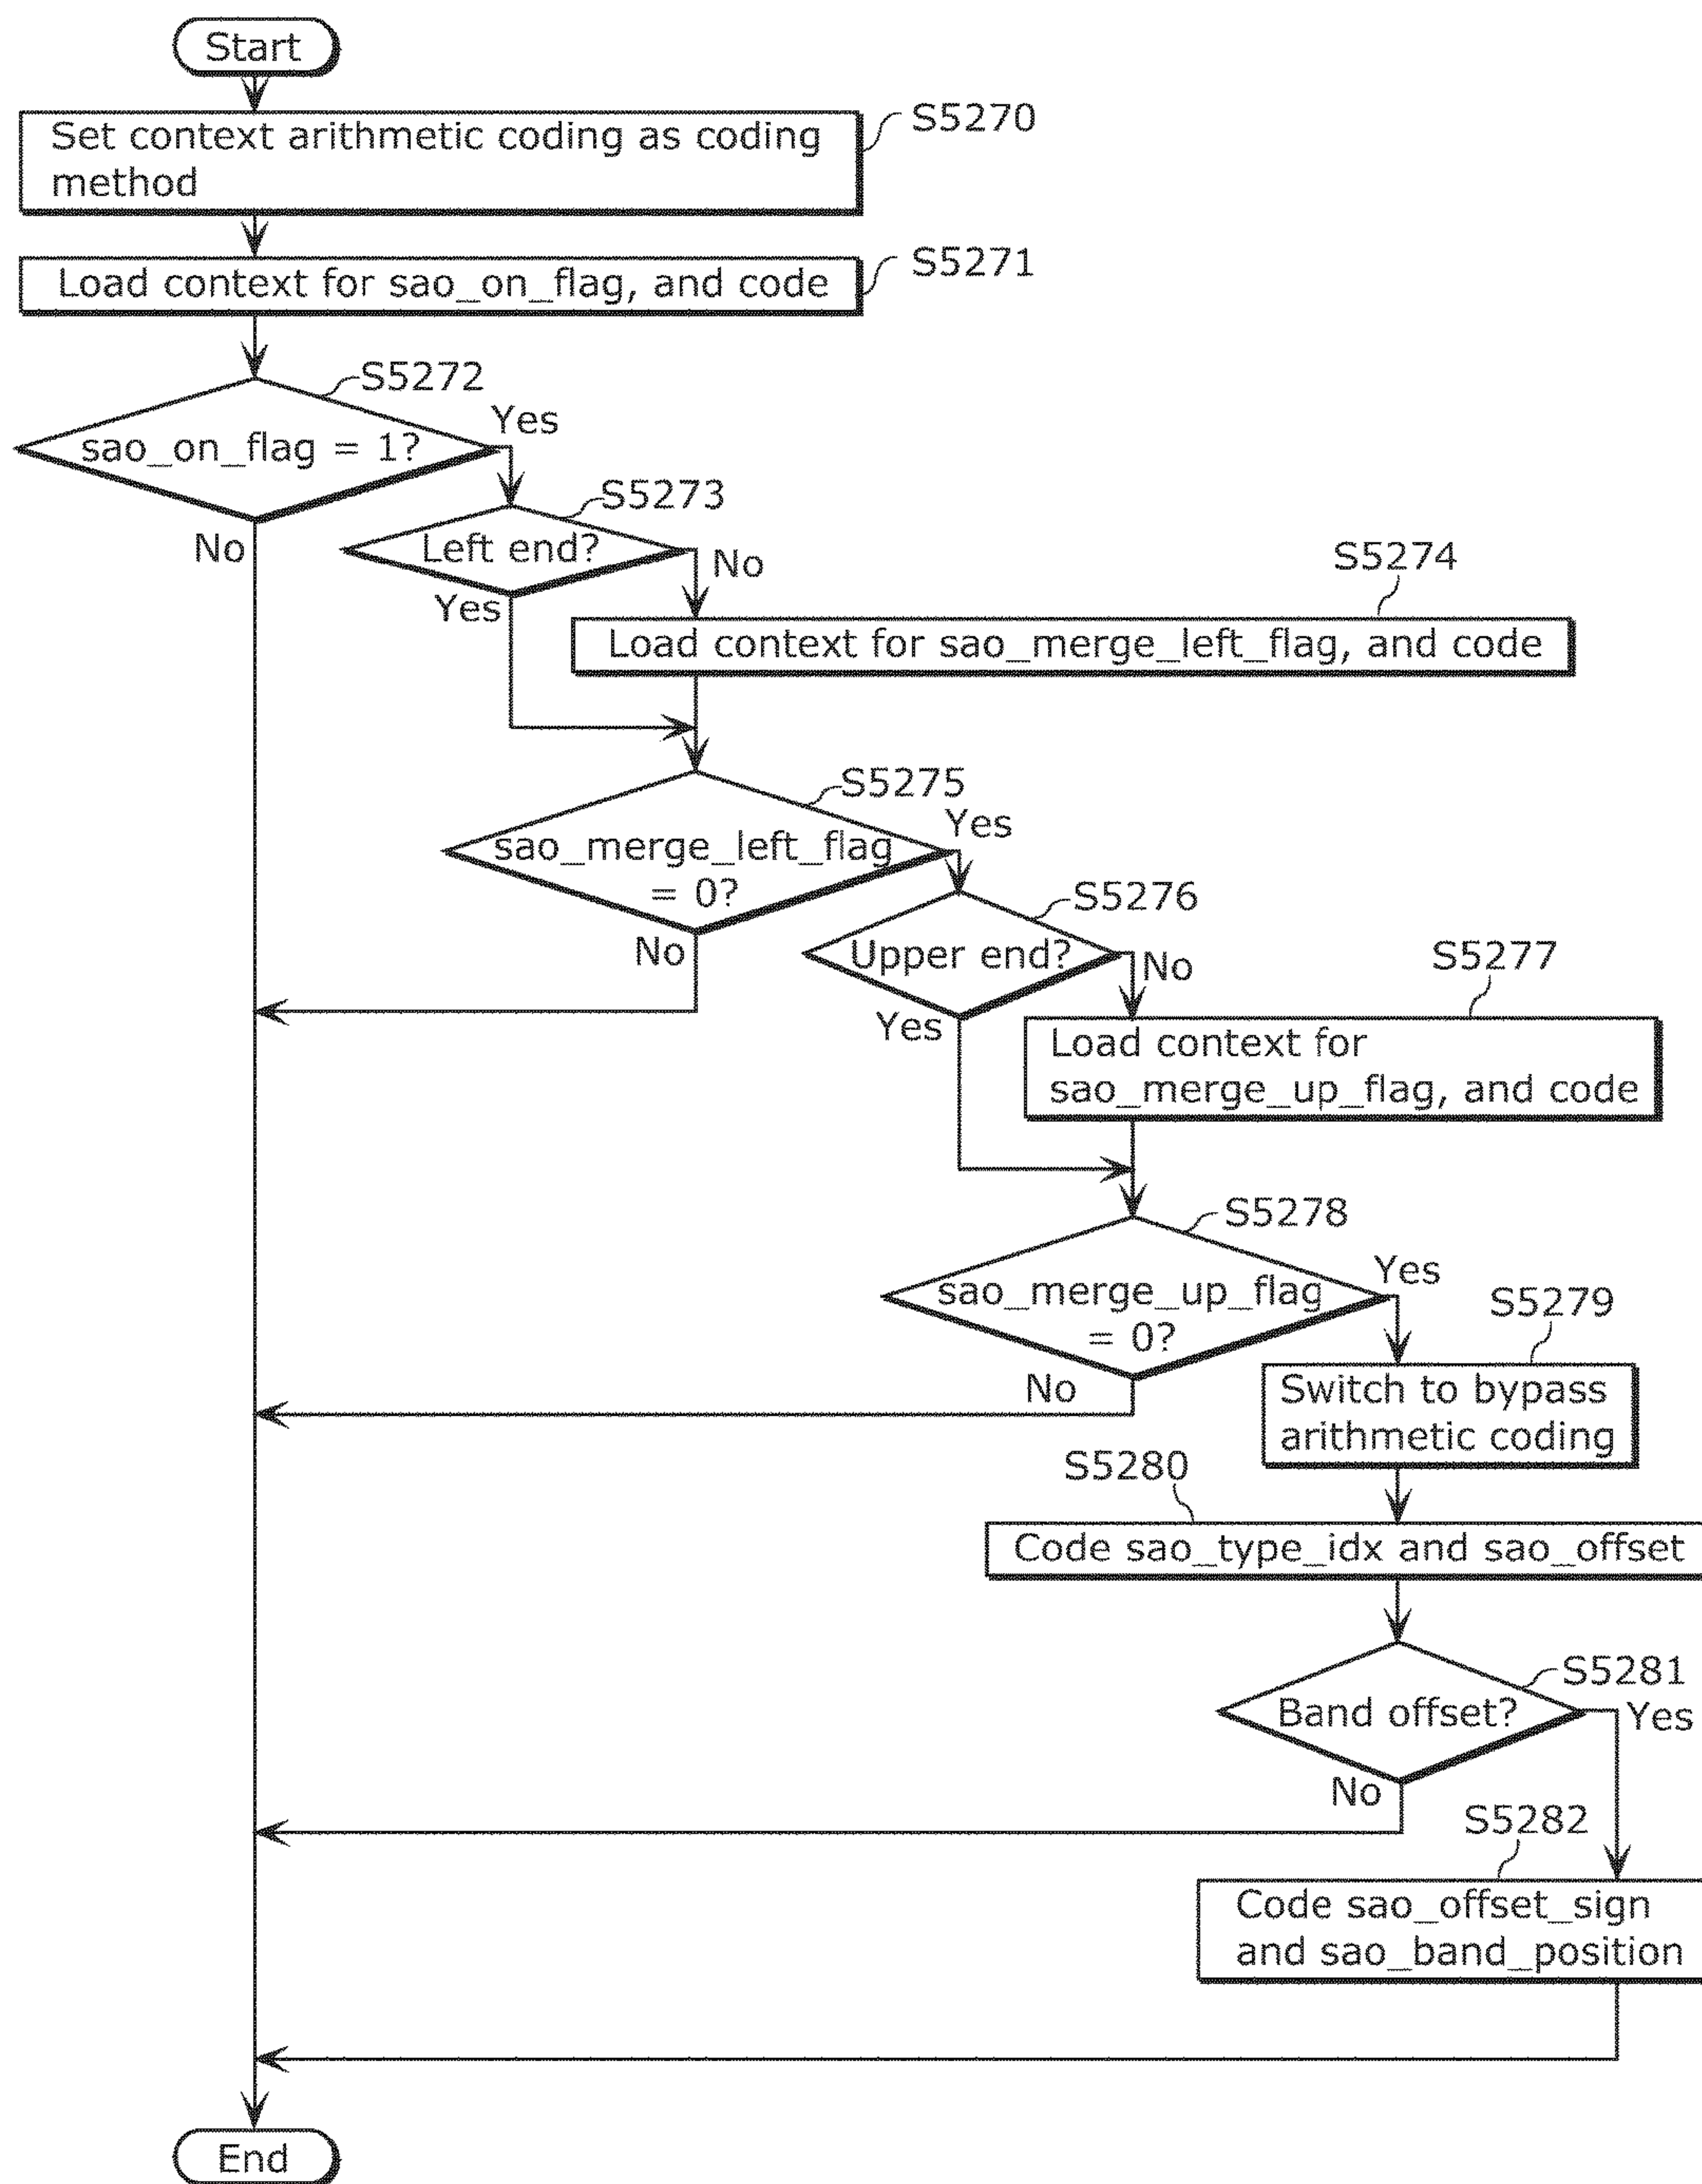 Start
S5270
Set context arithmetic coding as coding
method
S5271
Load context for sao_on_flag, and code
S5272
Yes
sao_on_flag = 1?
No
S5273
Left end?
No
Yes
S5274
Load context for sao_merge_left_flag, and code
S5275
Yes
sao_merge_left_flag
= 0?
No
S5276
Upper end?
No
Yes
S5277
Load context for
sao_merge_up_flag, and code
S5278
Yes
sao_merge_up_flag
= 0?
No
S5279
Switch to bypass
arithmetic coding
S5280
Code sao_type_idx and sao_offset
S5281
Band offset?
Yes
No
S5282
Code sao_offset_sign
and sao_band_position
End